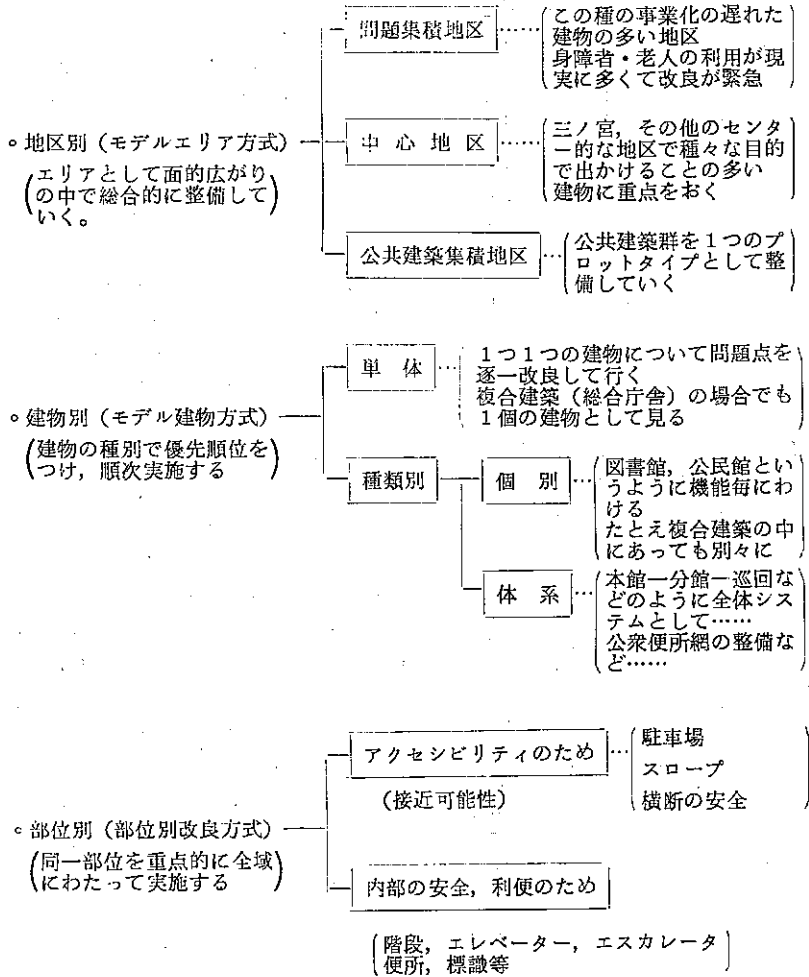 問題集積地区……この種の事業化の遅れた
建物の多い地区
身障者・老人の利用が現
実に多くて改良が緊急
。地区別（モデルエリア方式）
（エリアとして面的広がり
の中で総合的に整備して
いく。）
中心地区……三ノ宮，その他のセンタ
ー的な地区で種々な目的
で出かけることの多い
建物に重点をおく
公共建築集積地区…公共建築群を１つのプ
ロットタイプとして整
備していく
単体…１つ１つの建物について問題点を
逐一改良して行く
複合建築（総合庁舎）の場合でも
１個の建物として見る
。建物別（モデル建物方式）
（建物の種別で優先順位を
つけ，順次実施する）
種類別
個別…図書館，公民館とい
うように機能毎にわ
ける
たとえ複合建築の中
にあっても別々に
体系…本館－分館－巡回な
どのように全体シス
テムとして……
公衆便所網の整備な
ど……
アクセシビリティのため…駐車場
（接近可能性）
スロープ
横断の安全
。部位別（部位別改良方式）
（同一部位を重点的に全域
にわたって実施する）
内部の安全，利便のため
（階段，エレベーター，エスカレータ
便所，標識等）